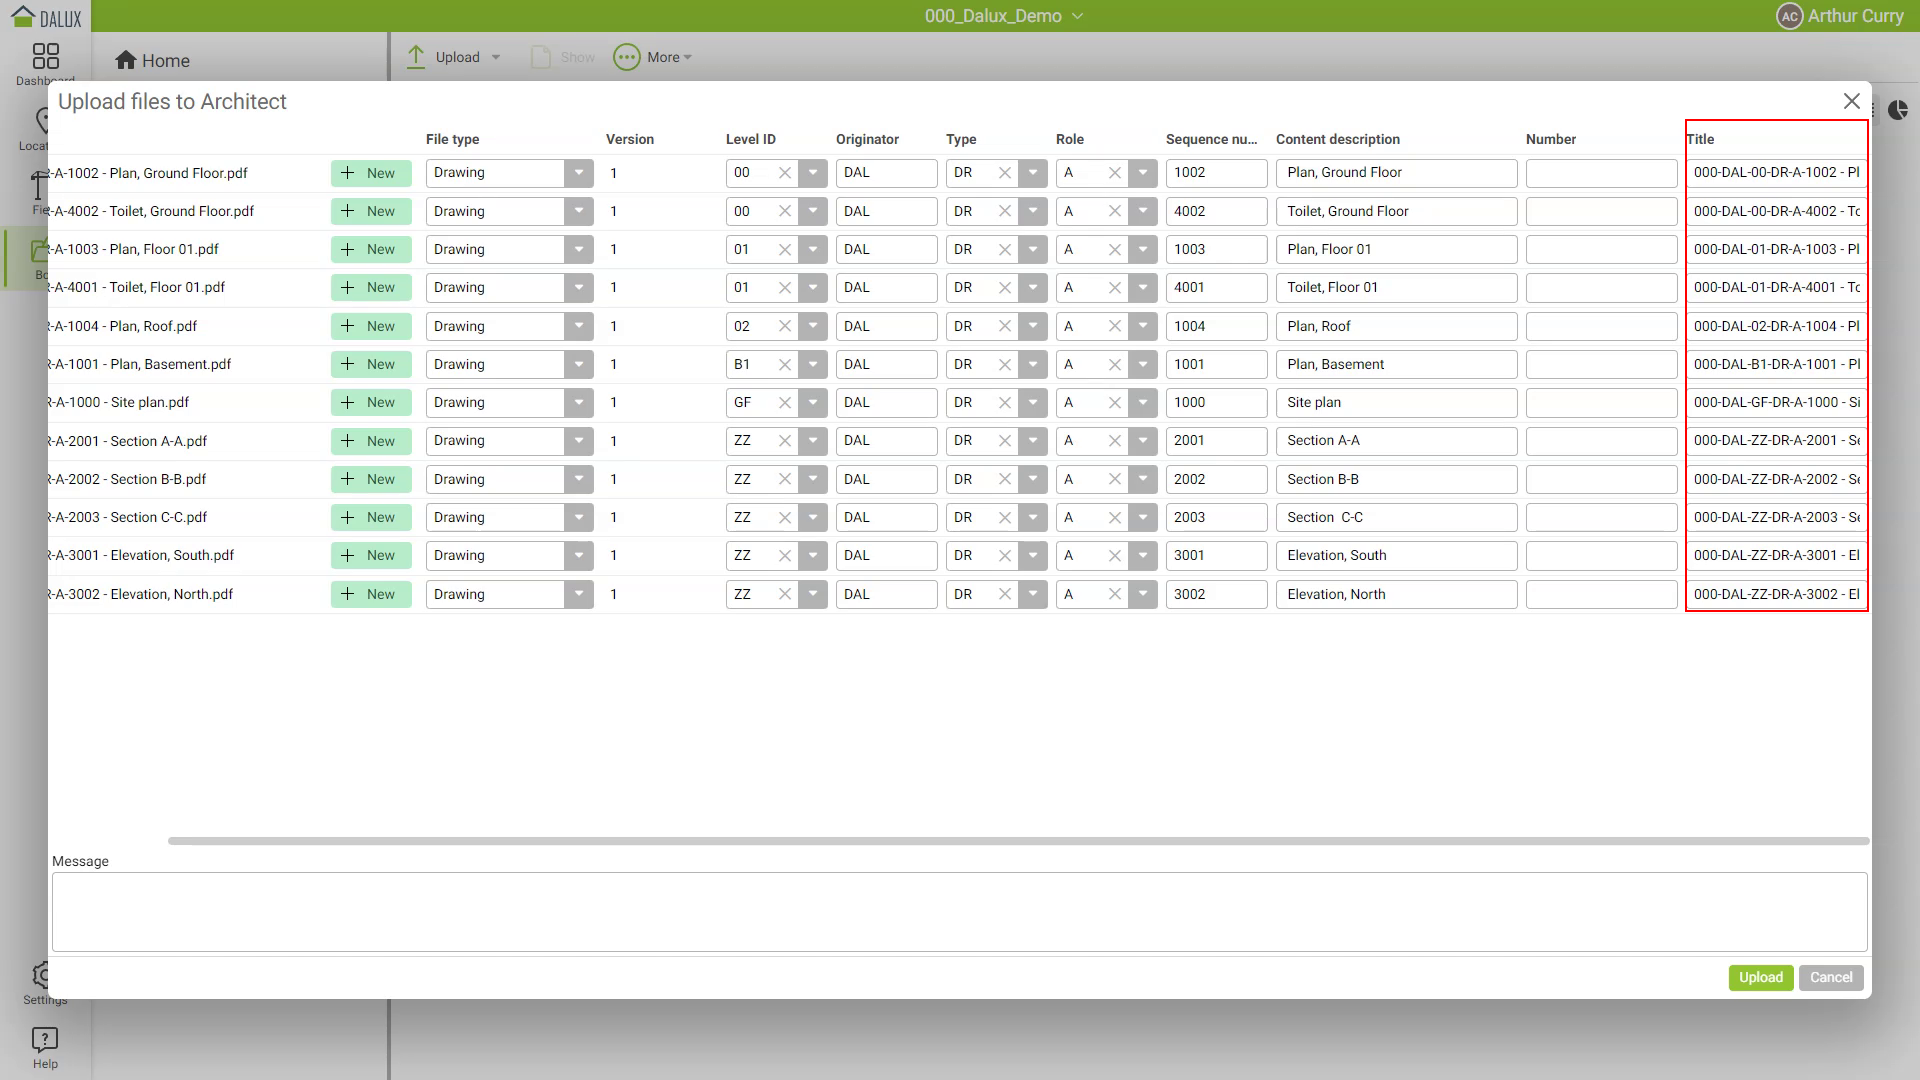 DALUX
000_Dalux_Demo
AC Arthur Curry
Dashboard
Home
Upload
Show
More
Upload files to Architect
File type Version Level ID Originator Type Role Sequence nu... Content description Number Title
-A-1002 - Plan, Ground Floor.pdf New Drawing 1 00 DAL DR A 1002 Plan, Ground Floor 000-DAL-00-DR-A-1002 - Pl
-A-4002 - Toilet, Ground Floor.pdf New Drawing 1 00 DAL DR A 4002 Toilet, Ground Floor 000-DAL-00-DR-A-4002 - To
-A-1003 - Plan, Floor 01.pdf New Drawing 1 01 DAL DR A 1003 Plan, Floor 01 000-DAL-01-DR-A-1003 - Pl
-A-4001 - Toilet, Floor 01.pdf New Drawing 1 01 DAL DR A 4001 Toilet, Floor 01 000-DAL-01-DR-A-4001 - To
-A-1004 - Plan, Roof.pdf New Drawing 1 02 DAL DR A 1004 Plan, Roof 000-DAL-02-DR-A-1004 - Pl
-A-1001 - Plan, Basement.pdf New Drawing 1 B1 DAL DR A 1001 Plan, Basement 000-DAL-B1-DR-A-1001 - Pl
R-A-1000 - Site plan.pdf New Drawing 1 GF DAL DR A 1000 Site plan 000-DAL-GF-DR-A-1000 - Si
R-A-2001 - Section A-A.pdf New Drawing 1 ZZ DAL DR A 2001 Section A-A 000-DAL-ZZ-DR-A-2001 - Se
R-A-2002 - Section B-B.pdf New Drawing 1 ZZ DAL DR A 2002 Section B-B 000-DAL-ZZ-DR-A-2002 - Se
R-A-2003 - Section C-C.pdf New Drawing 1 ZZ DAL DR A 2003 Section C-C 000-DAL-ZZ-DR-A-2003 - Se
R-A-3001 - Elevation, South.pdf New Drawing 1 ZZ DAL DR A 3001 Elevation, South 000-DAL-ZZ-DR-A-3001 - El
R-A-3002 - Elevation, North.pdf New Drawing 1 ZZ DAL DR A 3002 Elevation, North 000-DAL-ZZ-DR-A-3002 - El
Message
Upload Cancel
Settings
Help